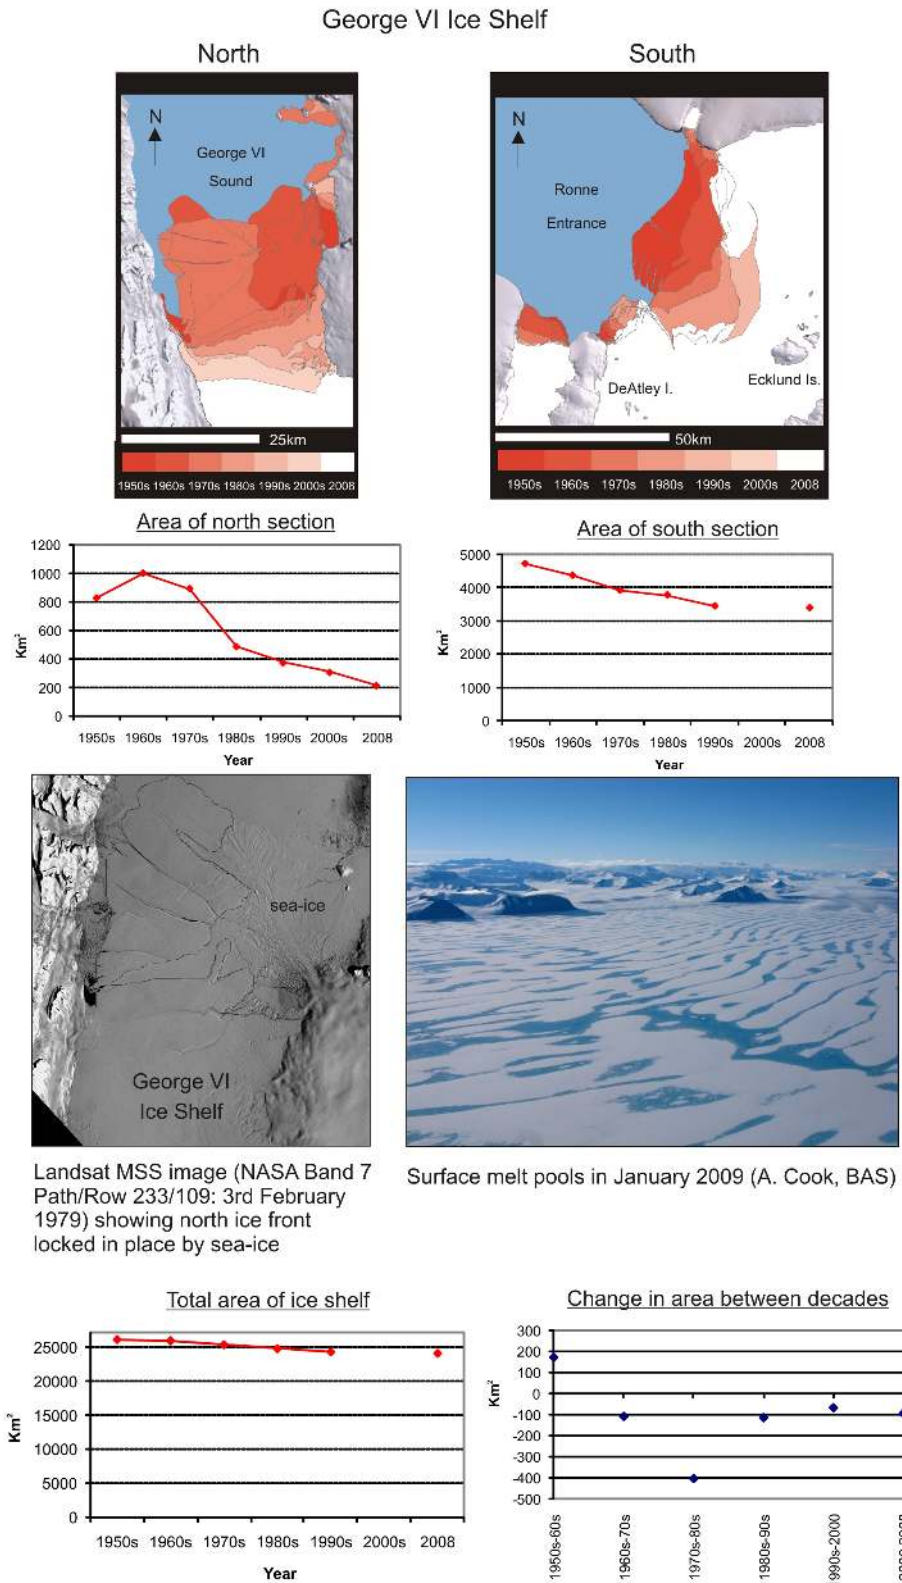 George VI Ice Shelf
North
South
N
George VI
Sound
25km
1950s 1960s 1970s 1980s 1990s 2000s 2008
N
Ronne
Entrance
DeAtley I.
Ecklund Is.
50km
1950s 1960s 1970s 1980s 1990s 2000s 2008
Area of north section
Km²
1200
1000
800
600
400
200
0
1950s 1960s 1970s 1980s 1990s 2000s 2008
Year
Area of south section
Km²
5000
4000
3000
2000
1000
0
1950s 1960s 1970s 1980s 1990s 2000s 2008
Year
sea-ice
George VI
Ice Shelf
Landsat MSS image (NASA Band 7
Path/Row 233/109: 3rd February
1979) showing north ice front
locked in place by sea-ice
Surface melt pools in January 2009 (A. Cook, BAS)
Total area of ice shelf
Km²
25000
20000
15000
10000
5000
0
1950s 1960s 1970s 1980s 1990s 2000s 2008
Year
Change in area between decades
Km²
300
200
100
0
-100
-200
-300
-400
-500
1950s-60s
1960s-70s
1970s-80s
1980s-90s
990s-2000